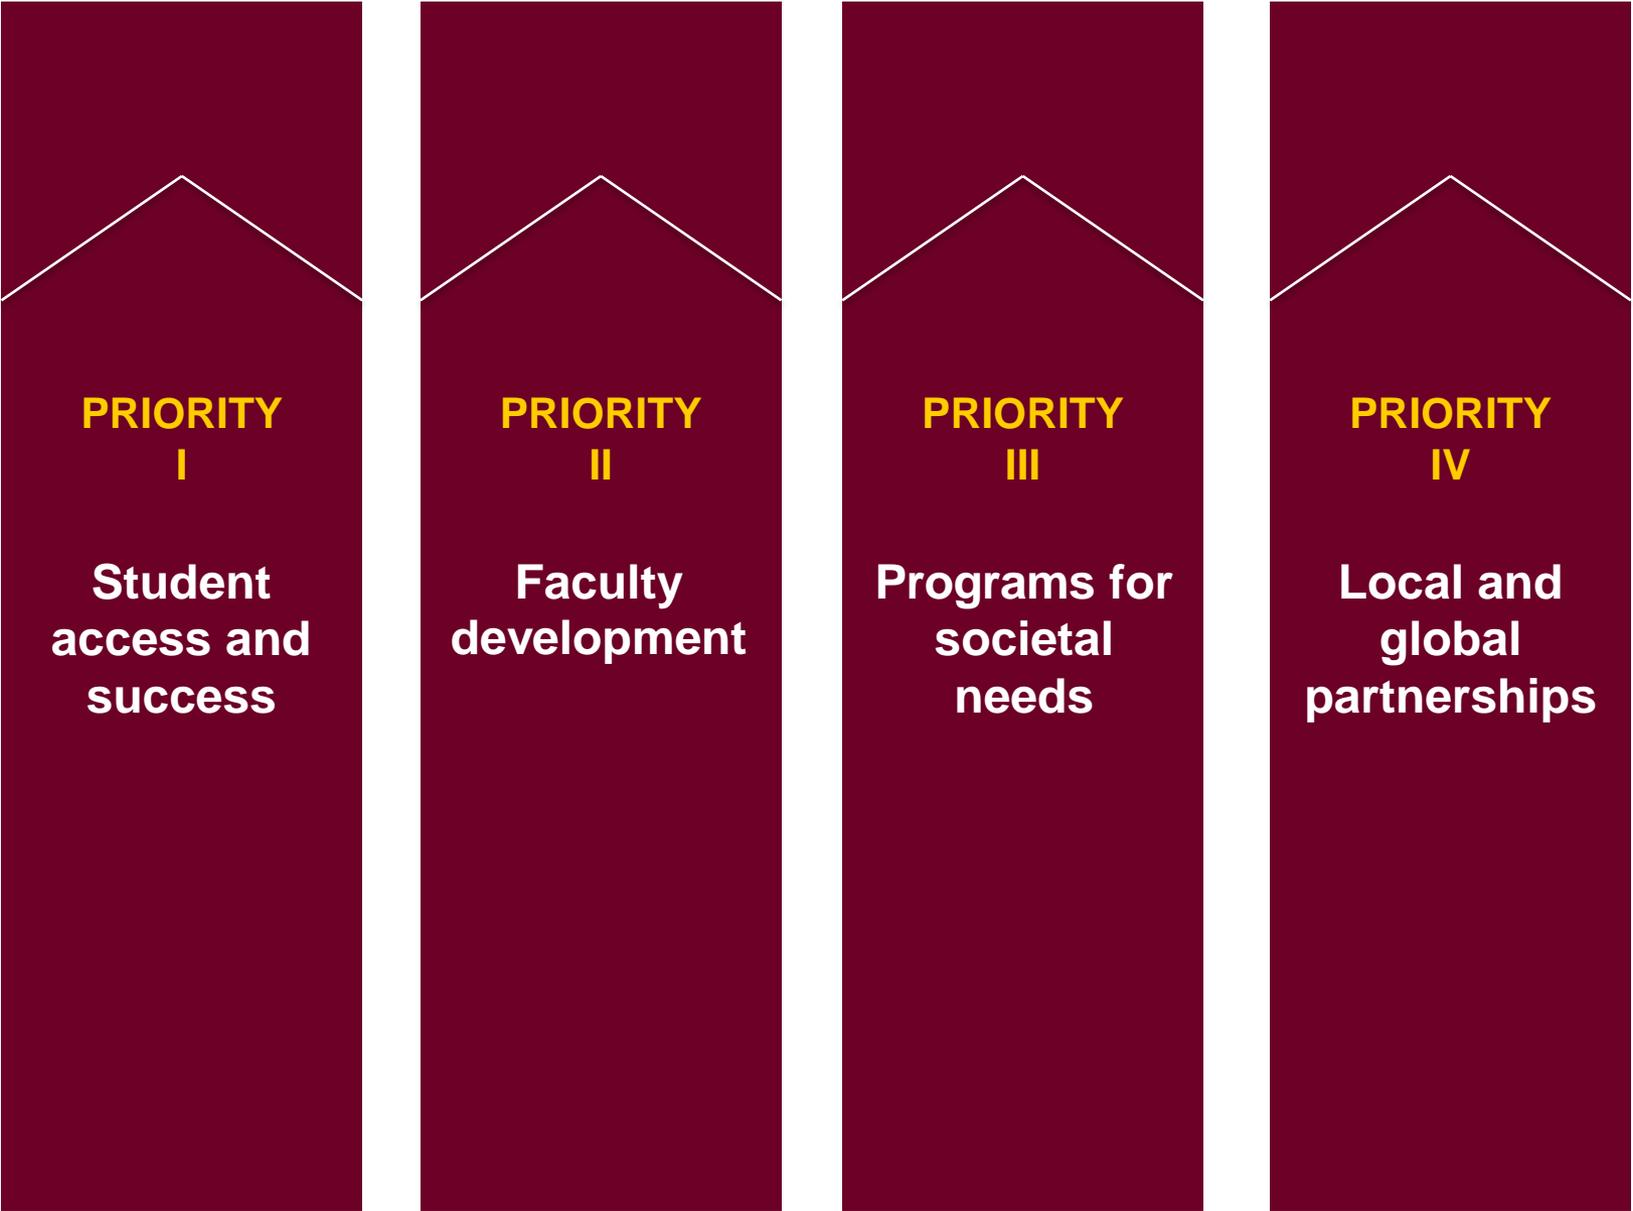 PRIORITY
I
Student
access and
success
PRIORITY
II
Faculty
development
PRIORITY
III
Programs for
societal
needs
PRIORITY
IV
Local and
global
partnerships